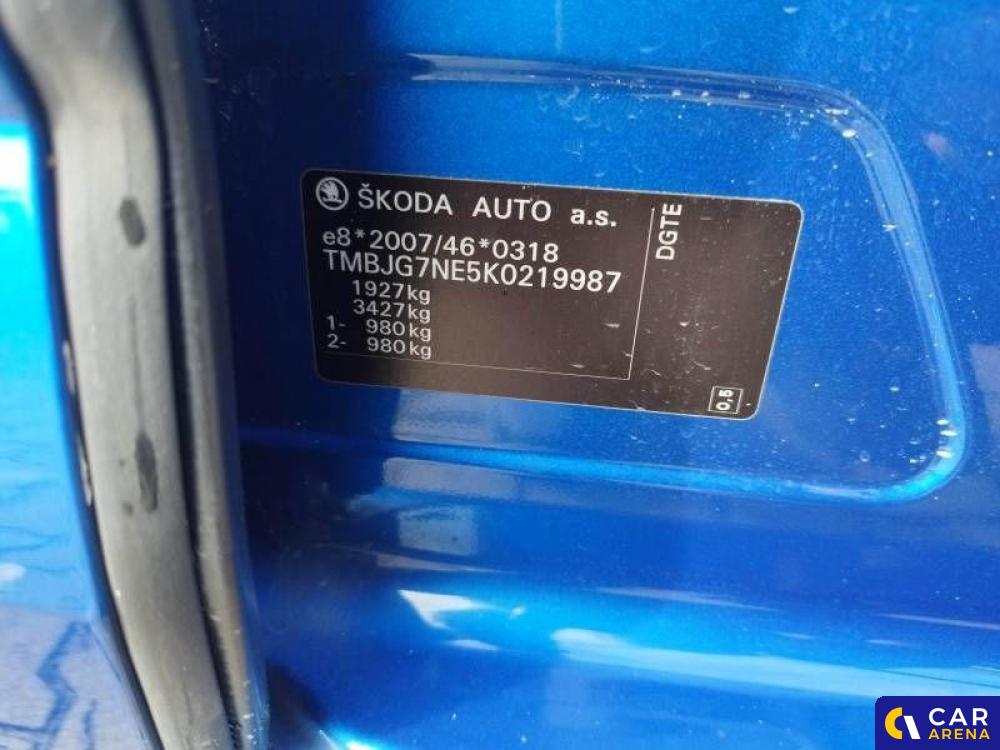 ŠKODA AUTO a.s.
e8*2007/46*0318
TMBJG7NE5K0219987
1927kg
3427kg
1- 980kg
2- 980kg
DGTE
0,5
CAR
ARENA